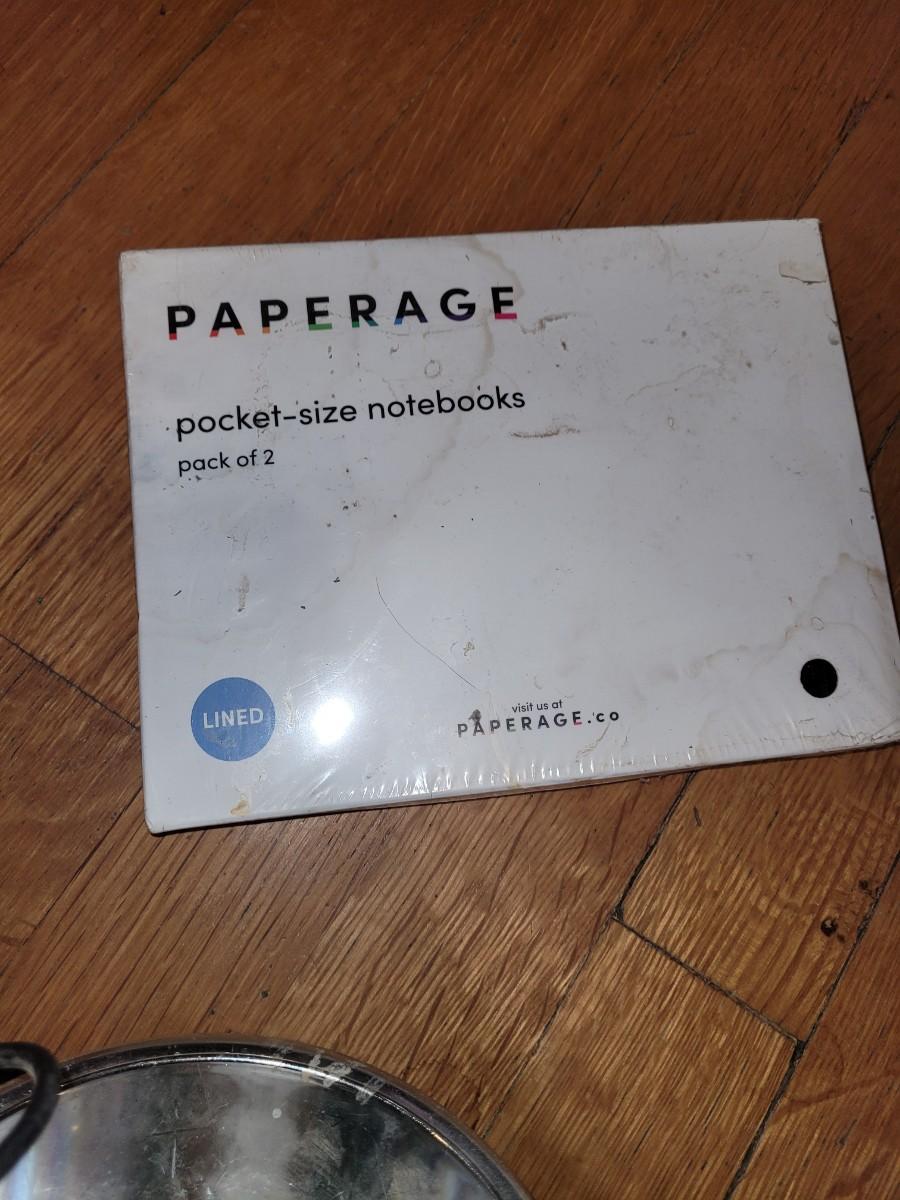 PAPERAGE
pocket-size notebooks
pack of 2
LINED
visit us at
PAPERAGE.co